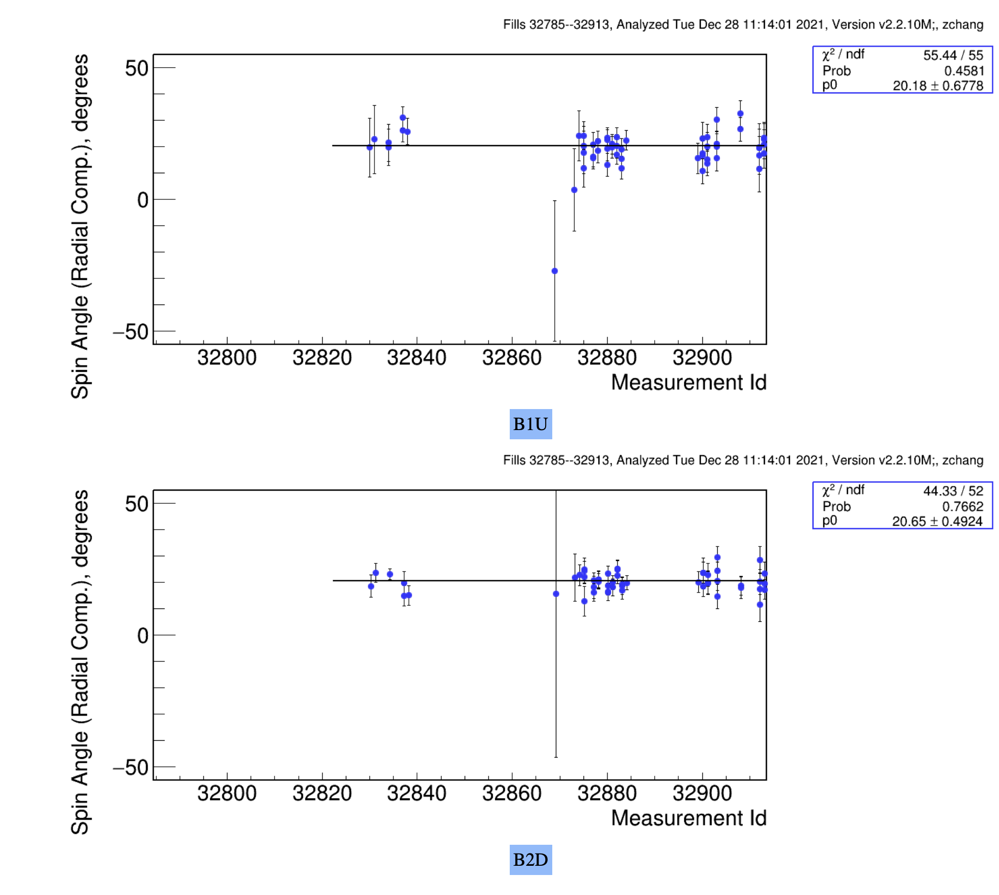 Fills 32785--32913, Analyzed Tue Dec 28 11:14:01 2021, Version v2.2.10M;, zchang
χ² / ndf 55.44 / 55
Prob 0.4581
p0 20.18 ± 0.6778
Spin Angle (Radial Comp.), degrees
50
0
−50
32800 32820 32840 32860 32880 32900
Measurement Id
B1U
Fills 32785--32913, Analyzed Tue Dec 28 11:14:01 2021, Version v2.2.10M;, zchang
χ² / ndf 44.33 / 52
Prob 0.7662
p0 20.65 ± 0.4924
Spin Angle (Radial Comp.), degrees
50
0
−50
32800 32820 32840 32860 32880 32900
Measurement Id
B2D